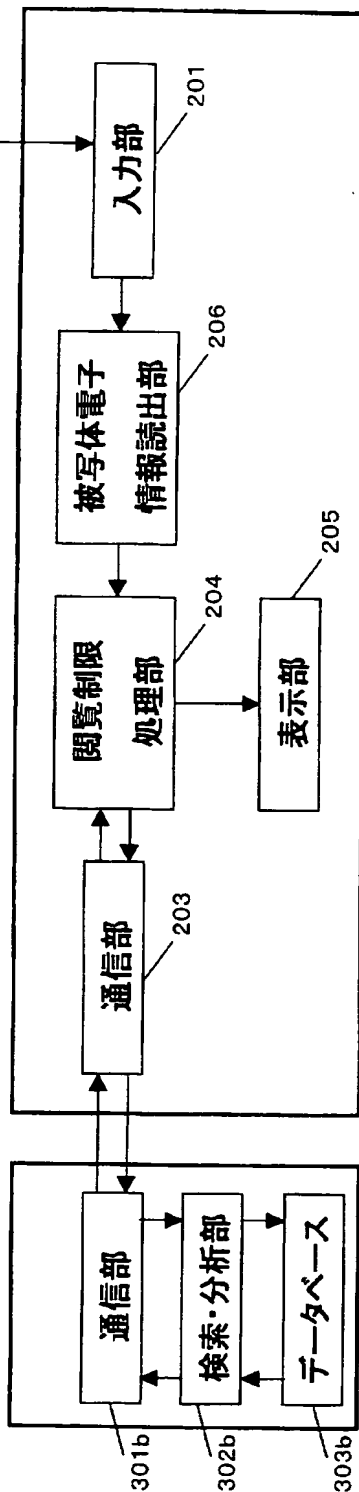 入力部
201
被写体電子
情報読出部
206
閲覧制限
処理部
204
表示部
205
通信部
203
通信部
301b
検索・分析部
302b
データベース
303b